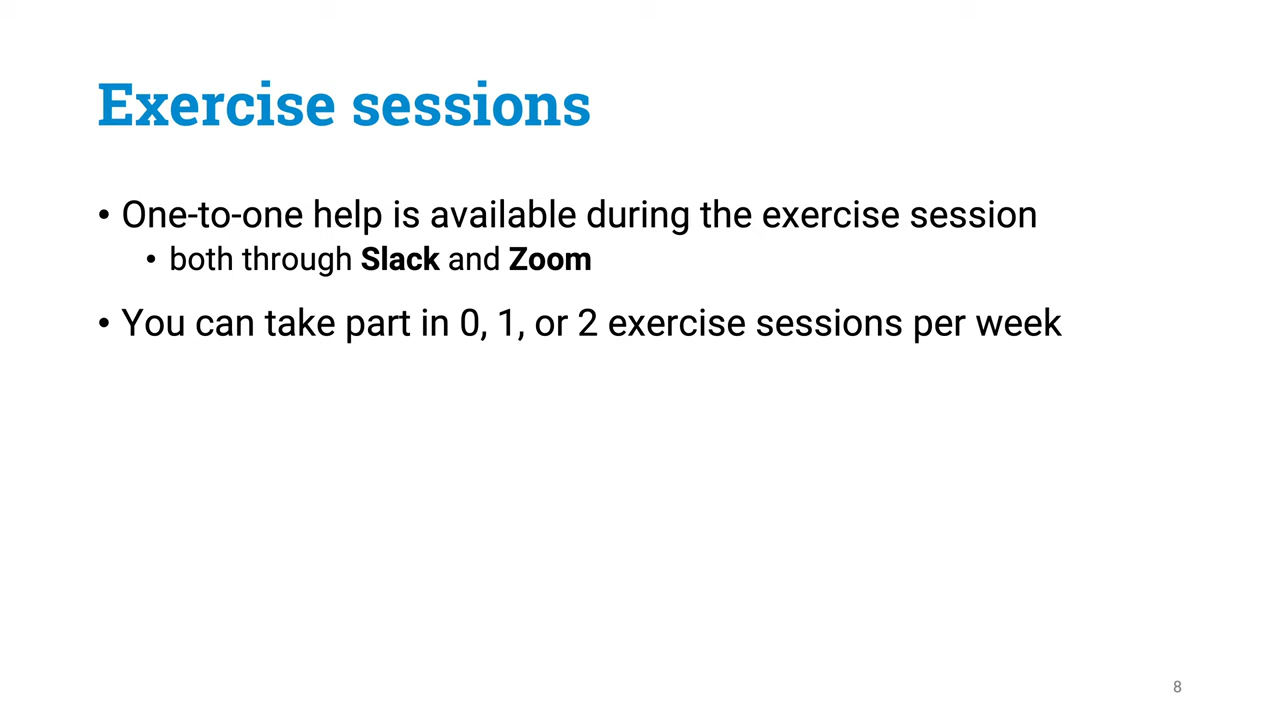 Exercise sessions
• One-to-one help is available during the exercise session
• both through Slack and Zoom
• You can take part in 0, 1, or 2 exercise sessions per week
8